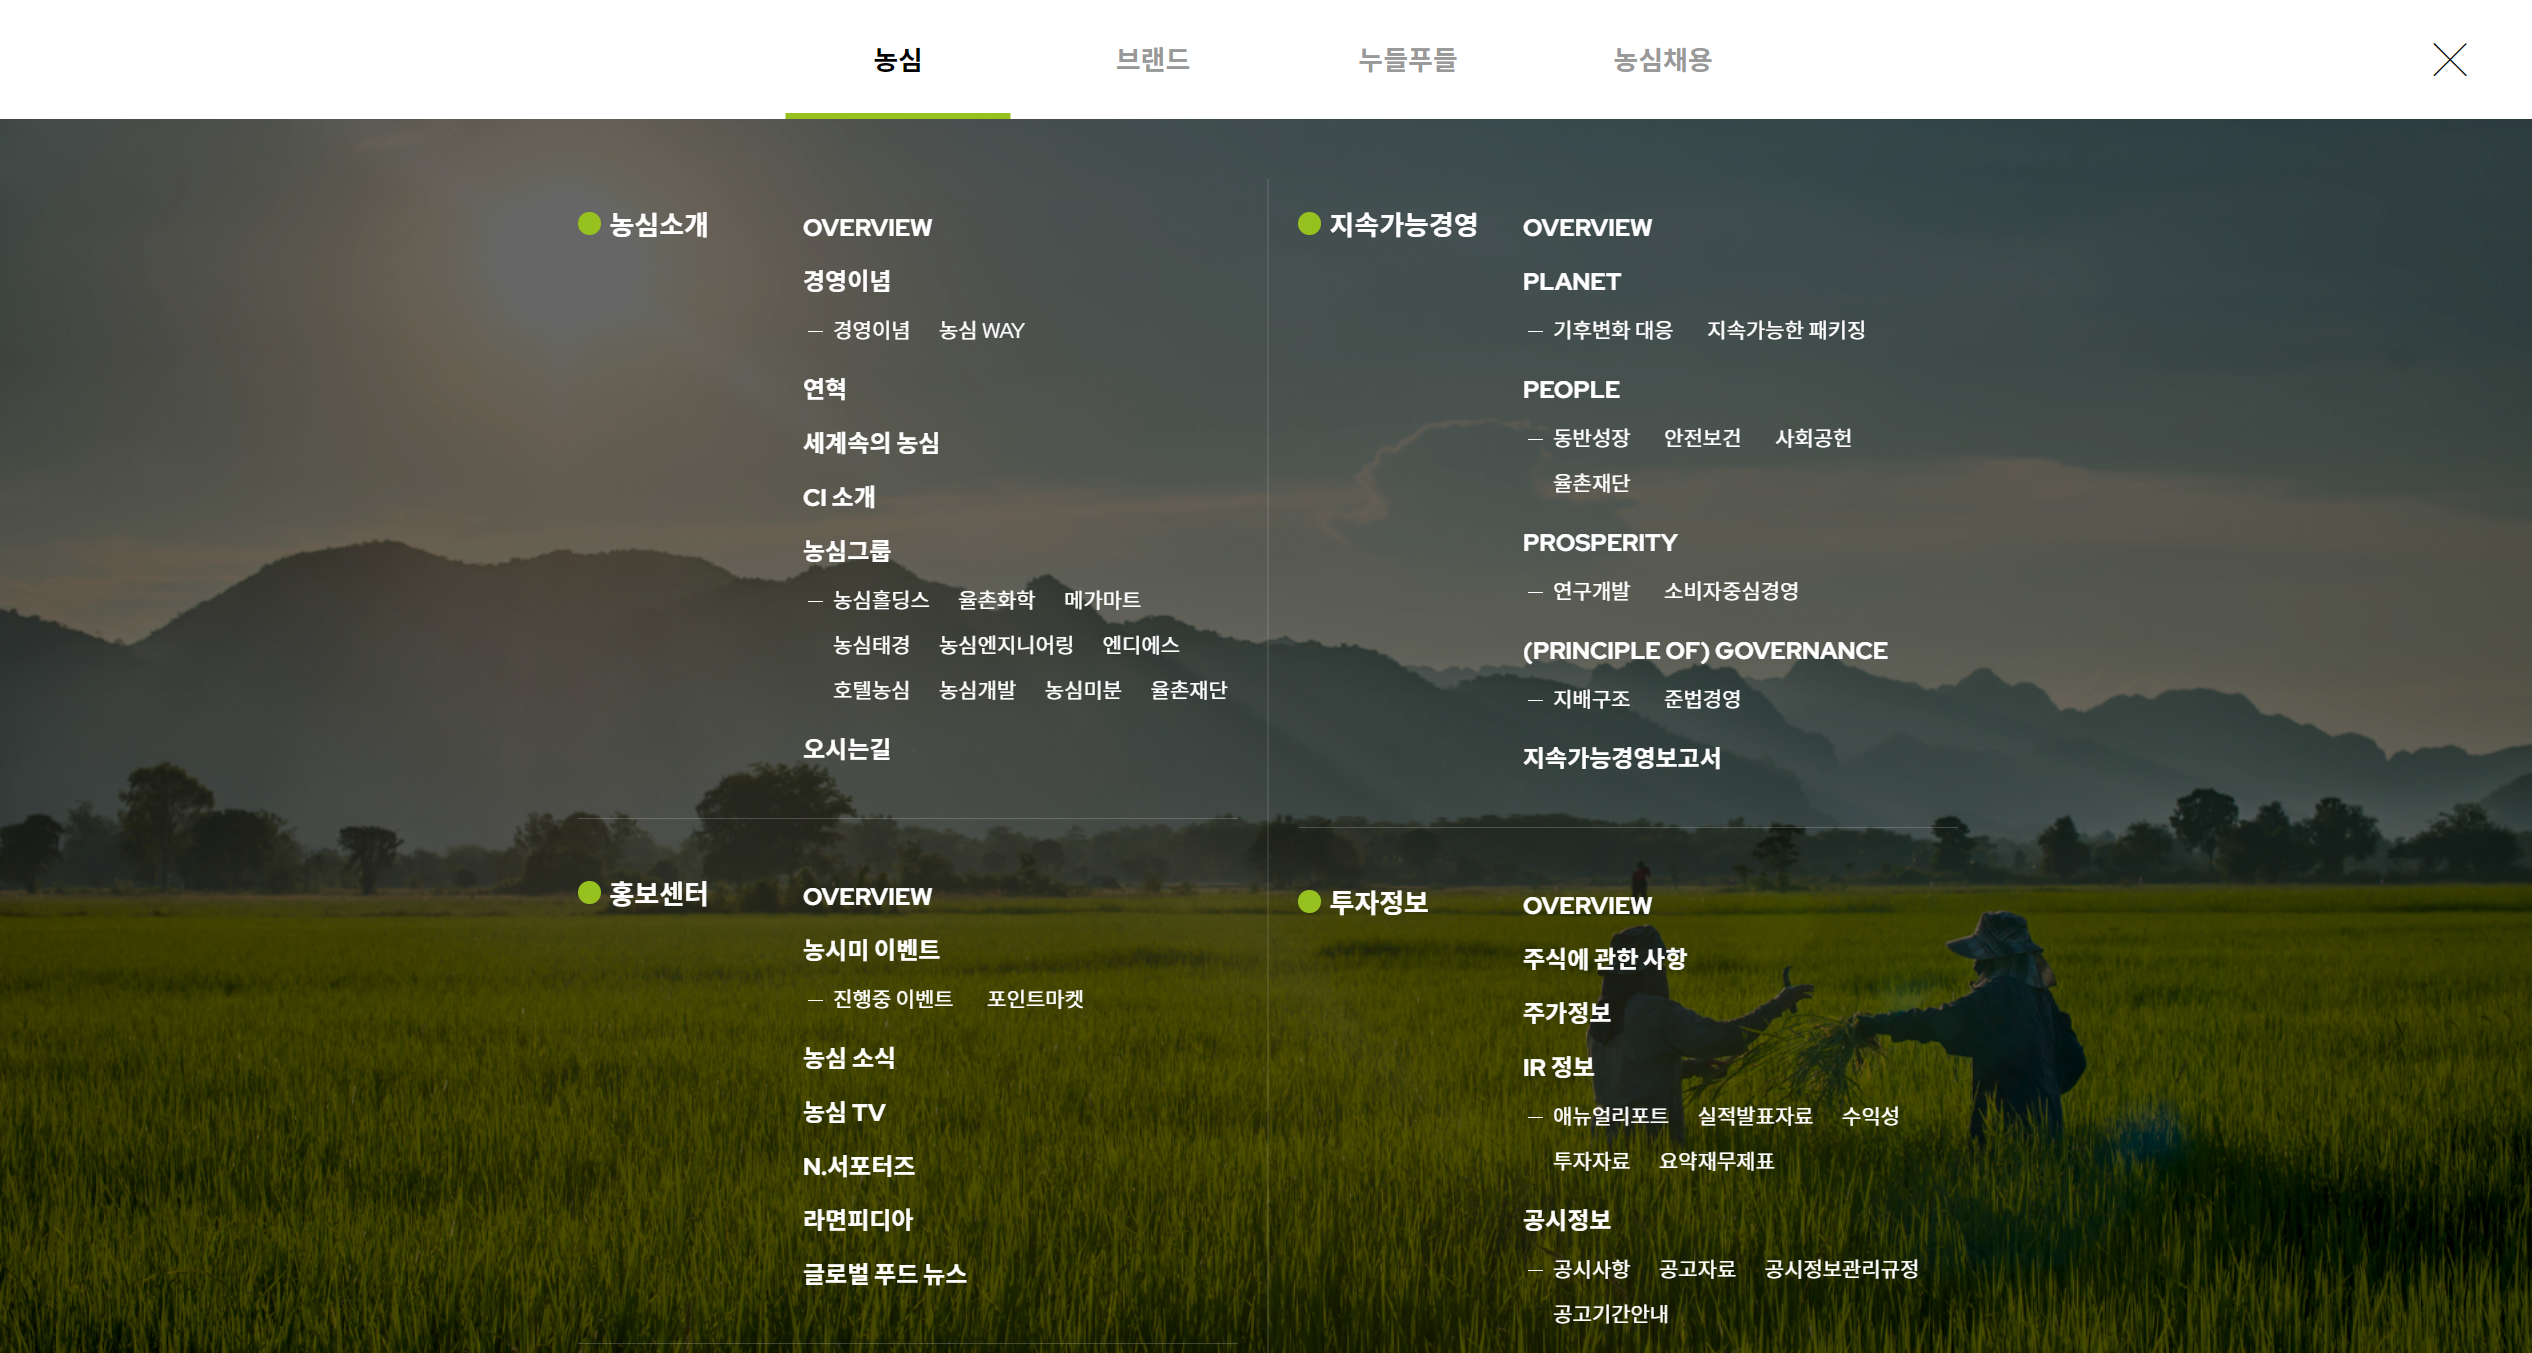 농심 브랜드 누들푸들 농심채용
농심소개
OVERVIEW
경영이념
경영이념 농심 WAY
연혁
세계속의 농심
CI 소개
농심그룹
농심홀딩스 율촌화학 메가마트
농심태경 농심엔지니어링 엔디에스
호텔농심 농심개발 농심미분 율촌재단
오시는길
지속가능경영
OVERVIEW
PLANET
기후변화 대응 지속가능한 패키징
PEOPLE
동반성장 안전보건 사회공헌
율촌재단
PROSPERITY
연구개발 소비자중심경영
(PRINCIPLE OF) GOVERNANCE
지배구조 준법경영
지속가능경영보고서
홍보센터
OVERVIEW
농시미 이벤트
진행중 이벤트 포인트마켓
농심 소식
농심 TV
N.서포터즈
라면피디아
글로벌 푸드 뉴스
투자정보
OVERVIEW
주식에 관한 사항
주가정보
IR 정보
애뉴얼리포트 실적발표자료 수익성
투자자료 요약재무제표
공시정보
공시사항 공고자료 공시정보관리규정
공고기간안내